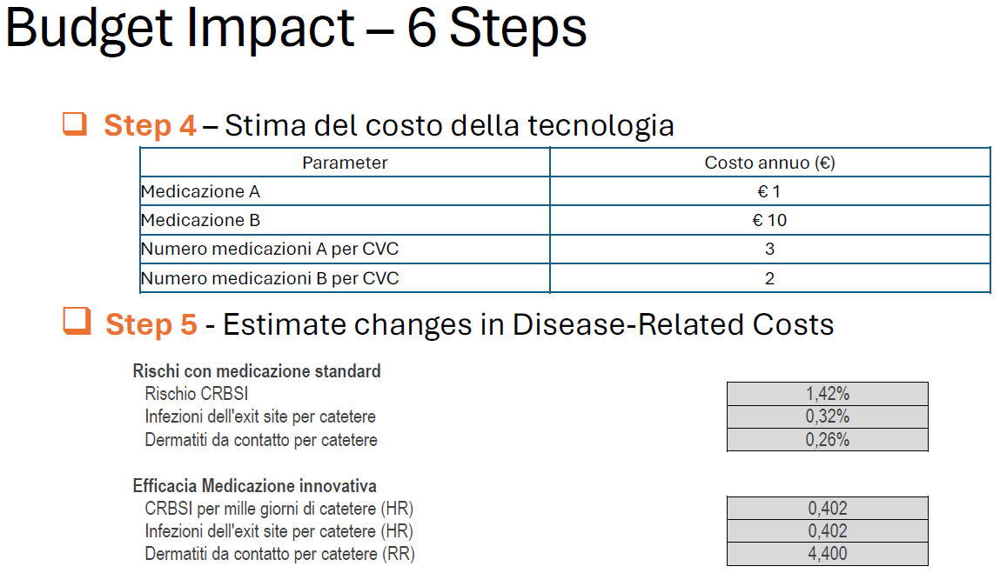 Budget Impact – 6 Steps
Step 4 – Stima del costo della tecnologia
Parameter Costo annuo (€)
Medicazione A € 1
Medicazione B € 10
Numero medicazioni A per CVC 3
Numero medicazioni B per CVC 2
Step 5 - Estimate changes in Disease-Related Costs
Rischi con medicazione standard
Rischio CRBSI 1,42%
Infezioni dell'exit site per catetere 0,32%
Dermatiti da contatto per catetere 0,26%
Efficacia Medicazione innovativa
CRBSI per mille giorni di catetere (HR) 0,402
Infezioni dell'exit site per catetere (HR) 0,402
Dermatiti da contatto per catetere (RR) 4,400